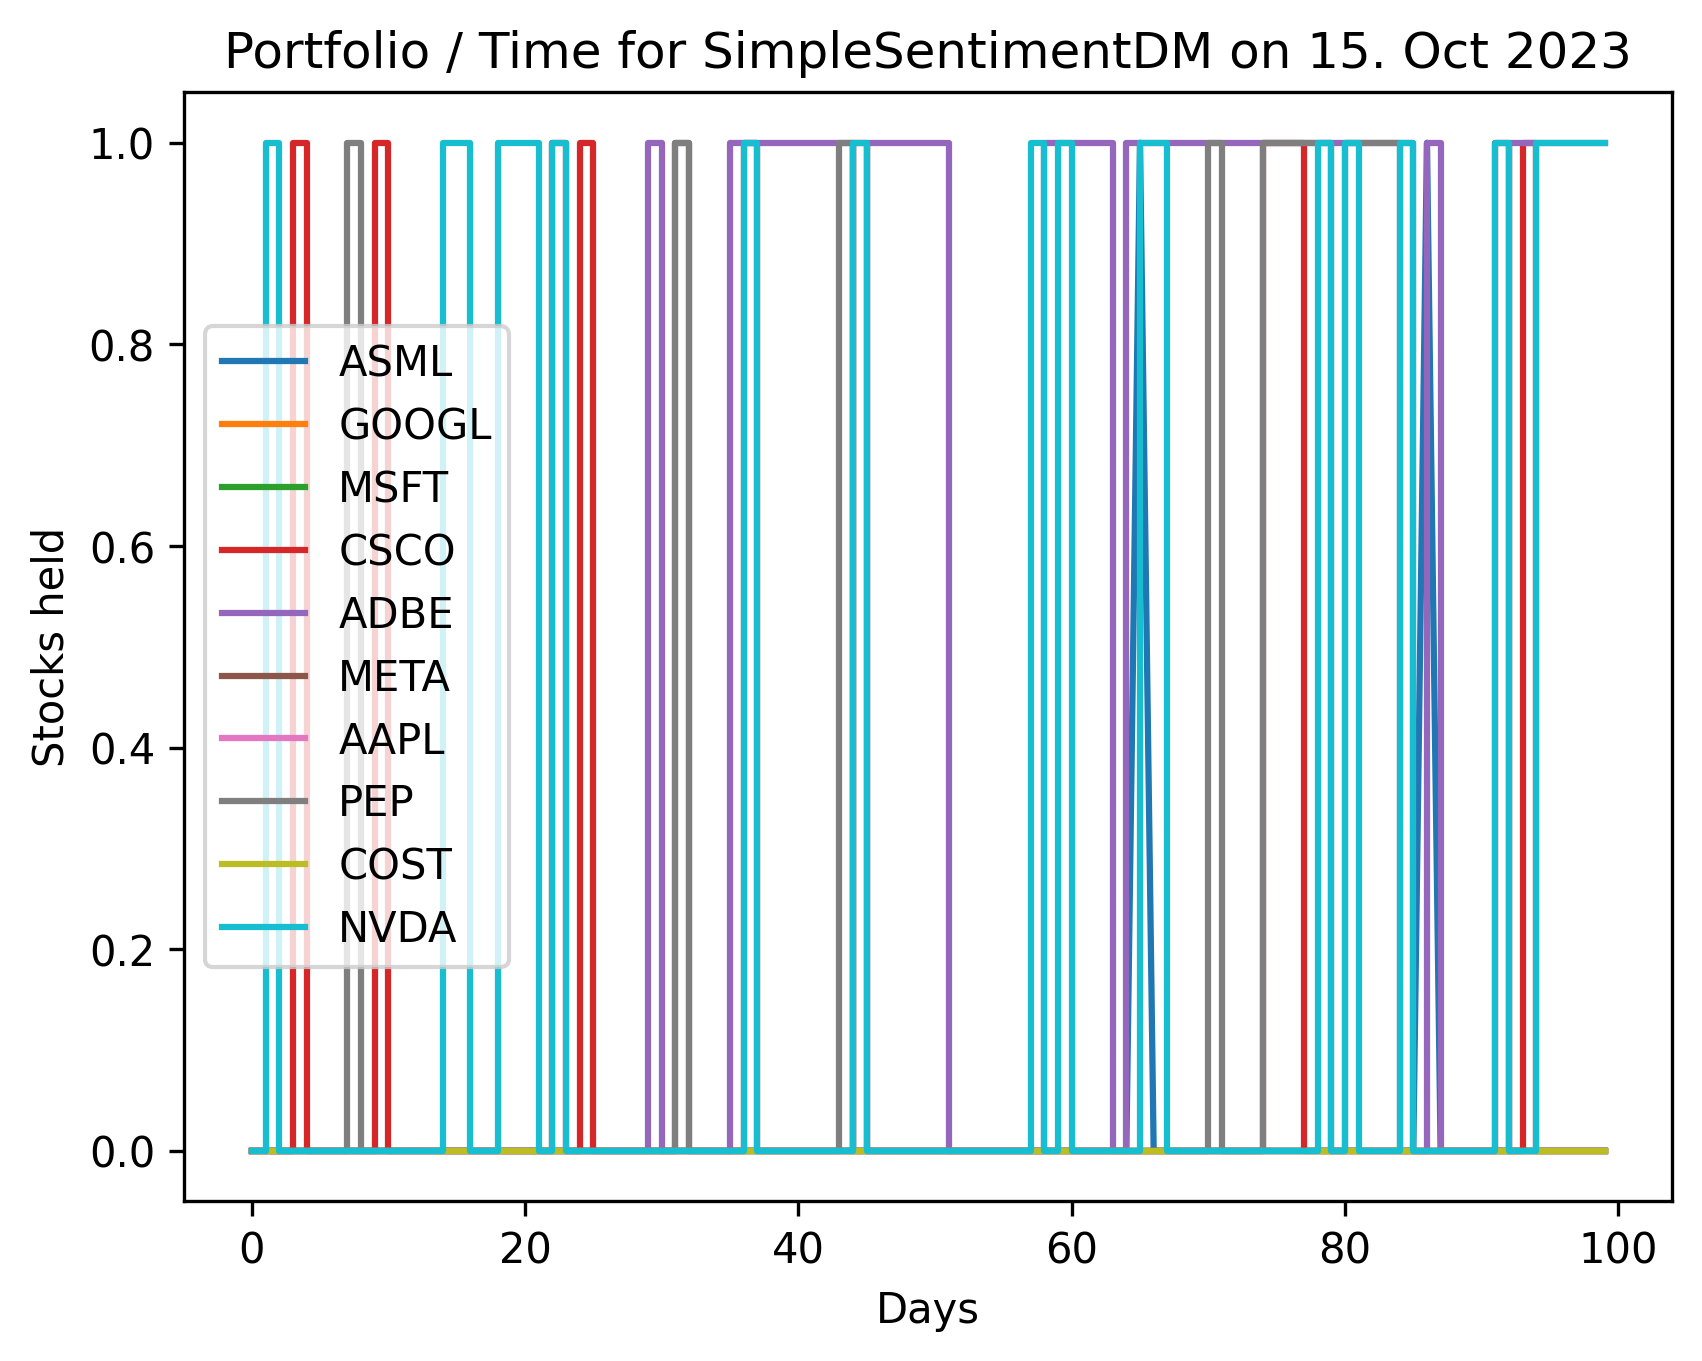 Portfolio / Time for SimpleSentimentDM on 15. Oct 2023
1.0
0.8
0.6
0.4
0.2
0.0
Stocks held
ASML
GOOGL
MSFT
CSCO
ADBE
META
AAPL
PEP
COST
NVDA
0 20 40 60 80 100
Days